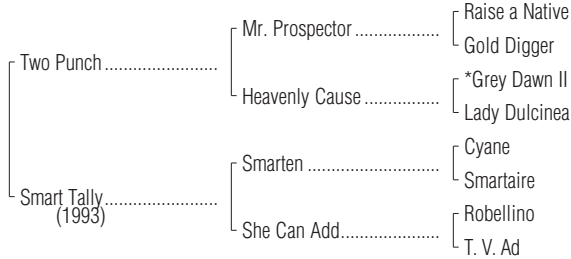 Raise a Native
Mr. Prospector ..................
Gold Digger
Two Punch ........................
*Grey Dawn II
Heavenly Cause ................
Lady Dulcinea
Cyane
Smarten ............................
Smartaire
Smart Tally ........................
(1993)
Robellino
She Can Add.....................
T. V. Ad